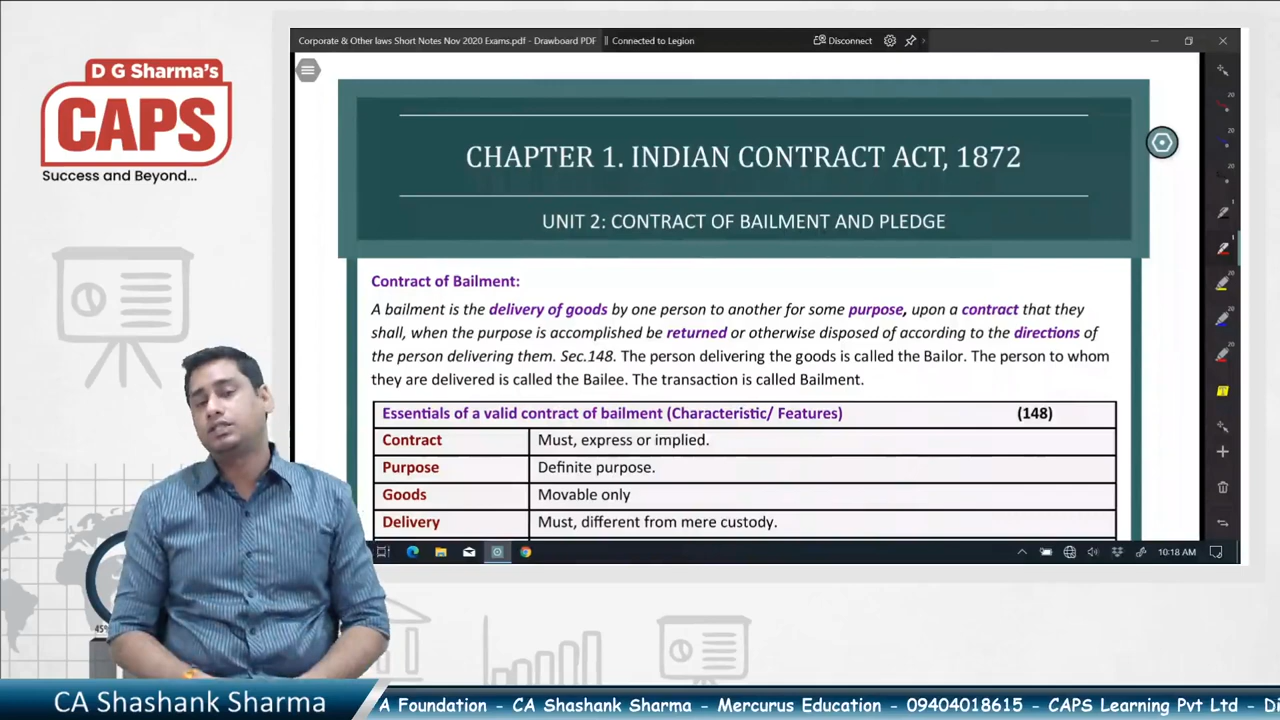 D G Sharma's
CAPS
Success and Beyond...
Corporate & Other laws Short Notes Nov 2020 Exams.pdf - Drawboard PDF
Connected to Legion
Disconnect
CHAPTER 1. INDIAN CONTRACT ACT, 1872
UNIT 2: CONTRACT OF BAILMENT AND PLEDGE
Contract of Bailment:
A bailment is the delivery of goods by one person to another for some purpose, upon a contract that they
shall, when the purpose is accomplished be returned or otherwise disposed of according to the directions of
the person delivering them. Sec.148. The person delivering the goods is called the Bailor. The person to whom
they are delivered is called the Bailee. The transaction is called Bailment.
Essentials of a valid contract of bailment (Characteristic/ Features) (148)
Contract Must, express or implied.
Purpose Definite purpose.
Goods Movable only
Delivery Must, different from mere custody.
10:18 AM
45%
CA Shashank Sharma
A Foundation - CA Shashank Sharma - Mercurus Education - 09404018615 - CAPS Learning Pvt Ltd - Di